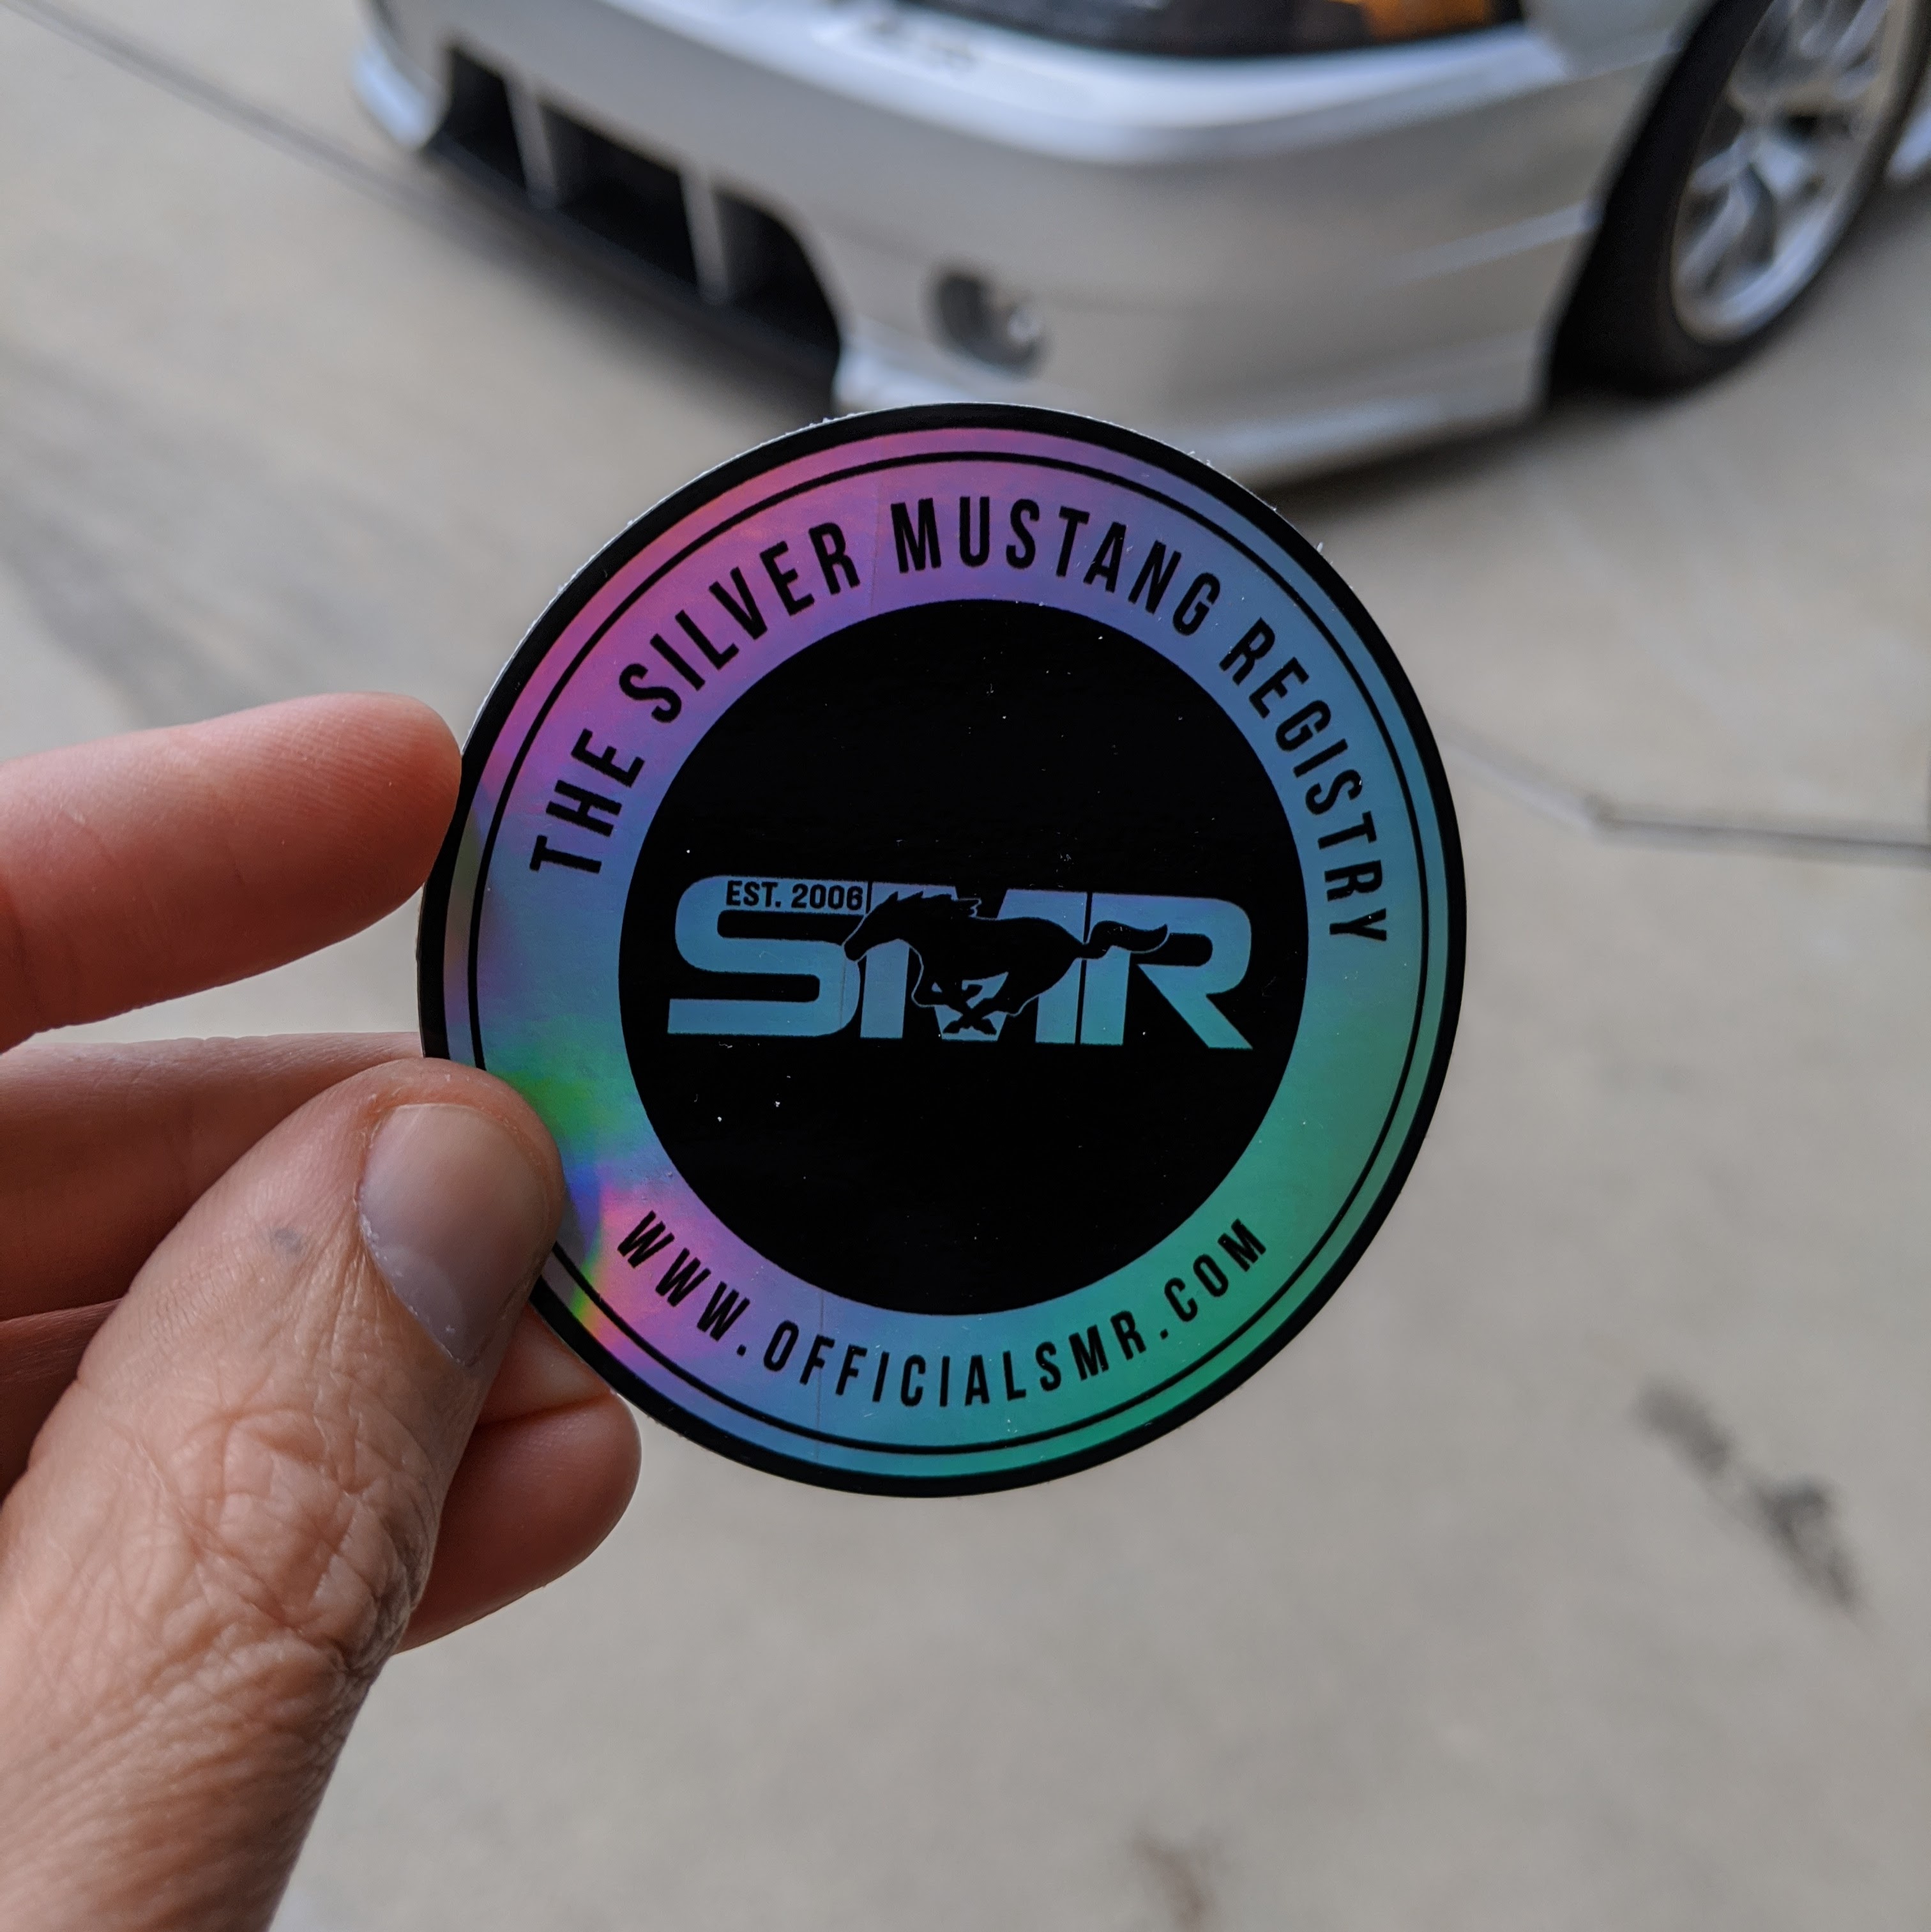 THE SILVER MUSTANG REGISTRY
EST. 2006
SMR
WWW.OFFICIALSMR.COM